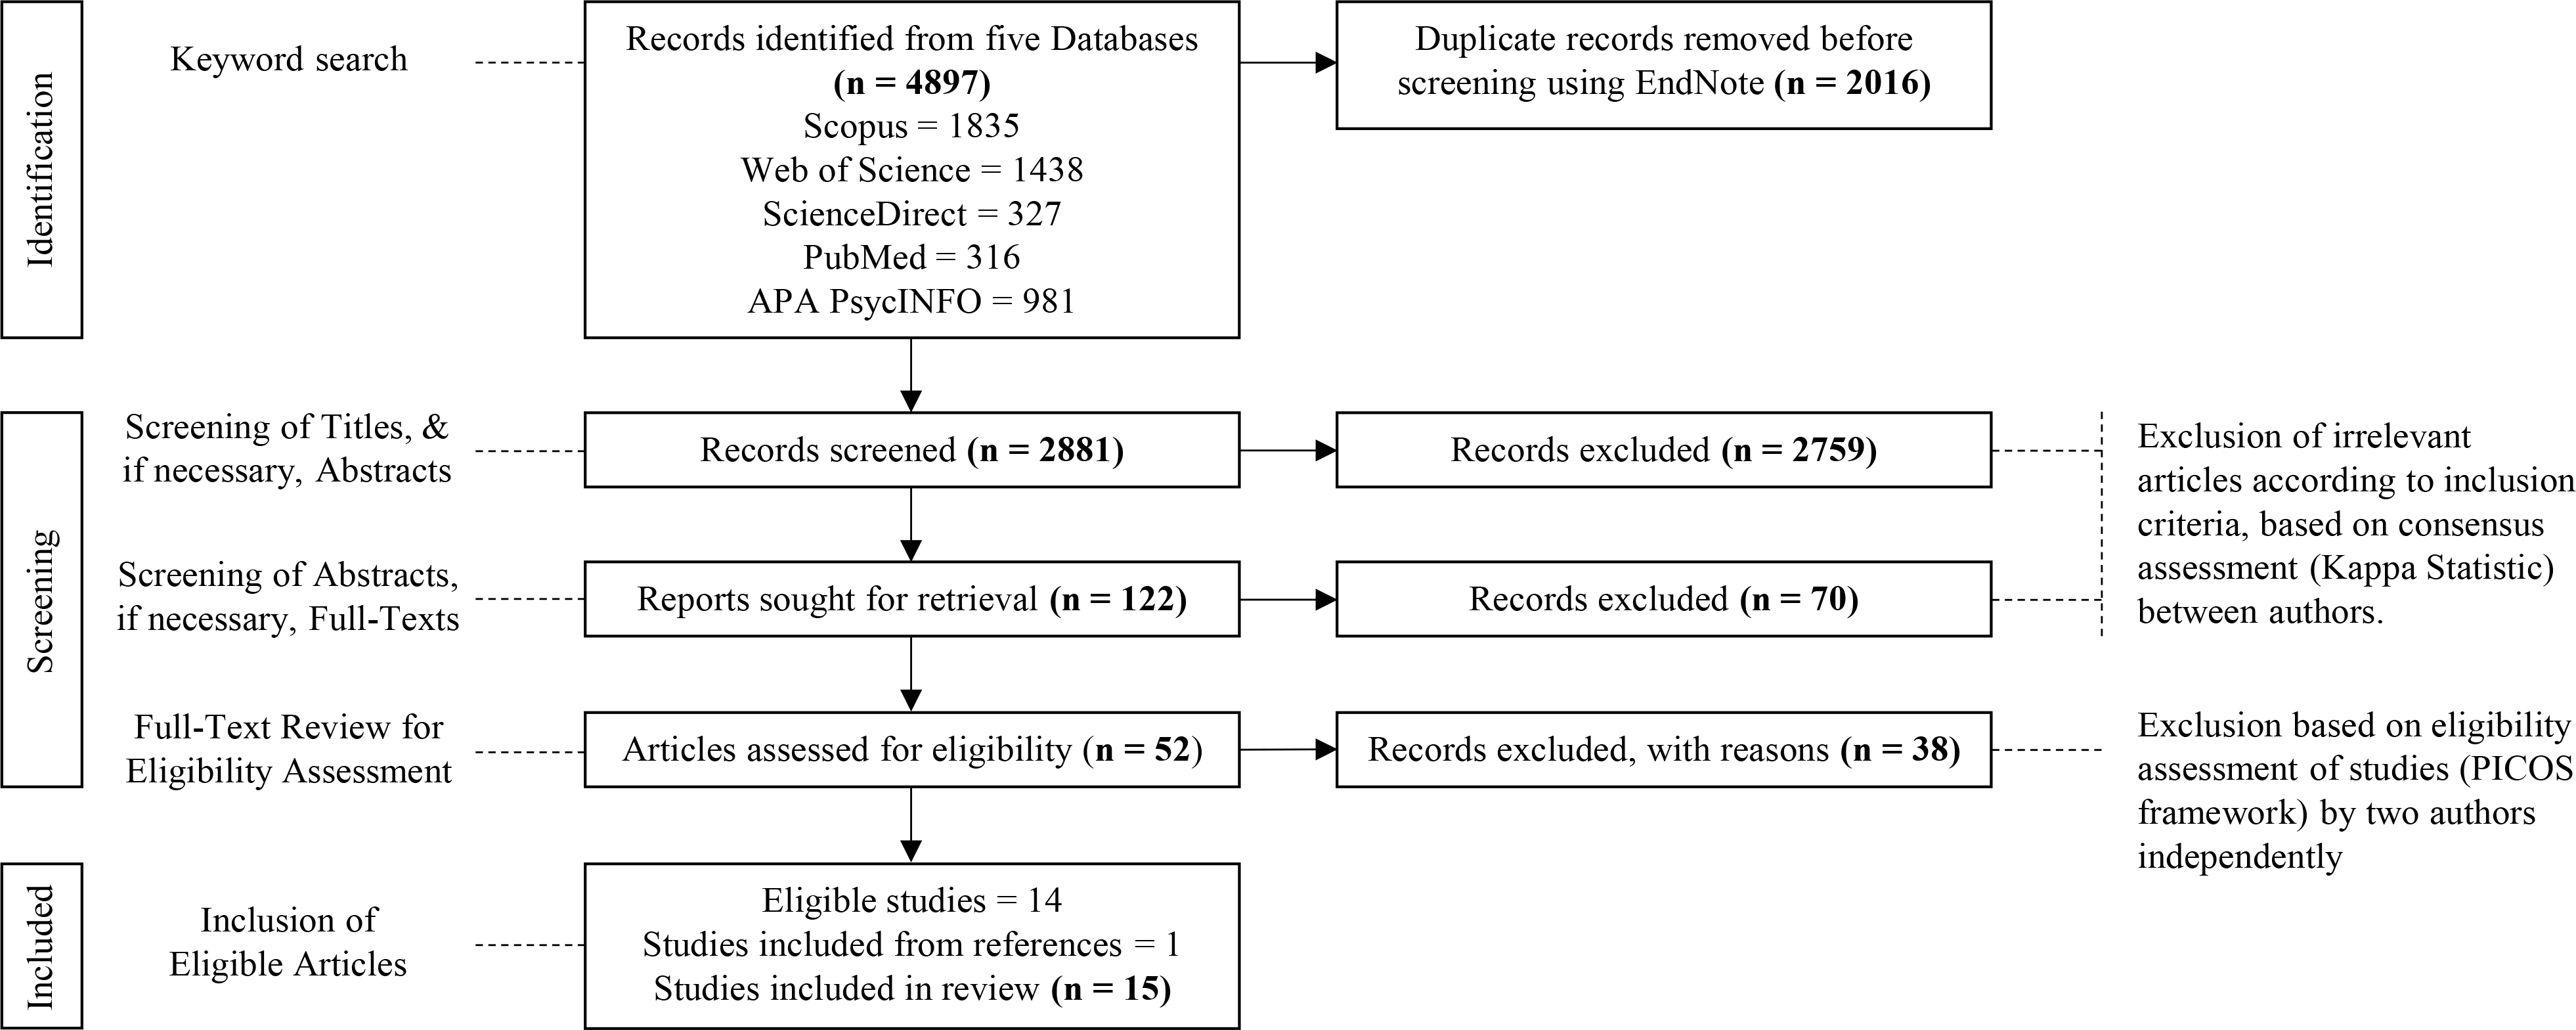 Identification
Keyword search
Records identified from five Databases
(n = 4897)
Scopus = 1835
Web of Science = 1438
ScienceDirect = 327
PubMed = 316
APA PsycINFO = 981
Duplicate records removed before
screening using EndNote (n = 2016)
Screening
Screening of Titles, &
if necessary, Abstracts
Records screened (n = 2881)
Records excluded (n = 2759)
Exclusion of irrelevant
articles according to inclusion
criteria, based on consensus
assessment (Kappa Statistic)
between authors.
Screening of Abstracts,
if necessary, Full-Texts
Reports sought for retrieval (n = 122)
Records excluded (n = 70)
Full-Text Review for
Eligibility Assessment
Articles assessed for eligibility (n = 52)
Records excluded, with reasons (n = 38)
Exclusion based on eligibility
assessment of studies (PICOS
framework) by two authors
independently
Included
Inclusion of
Eligible Articles
Eligible studies = 14
Studies included from references = 1
Studies included in review (n = 15)